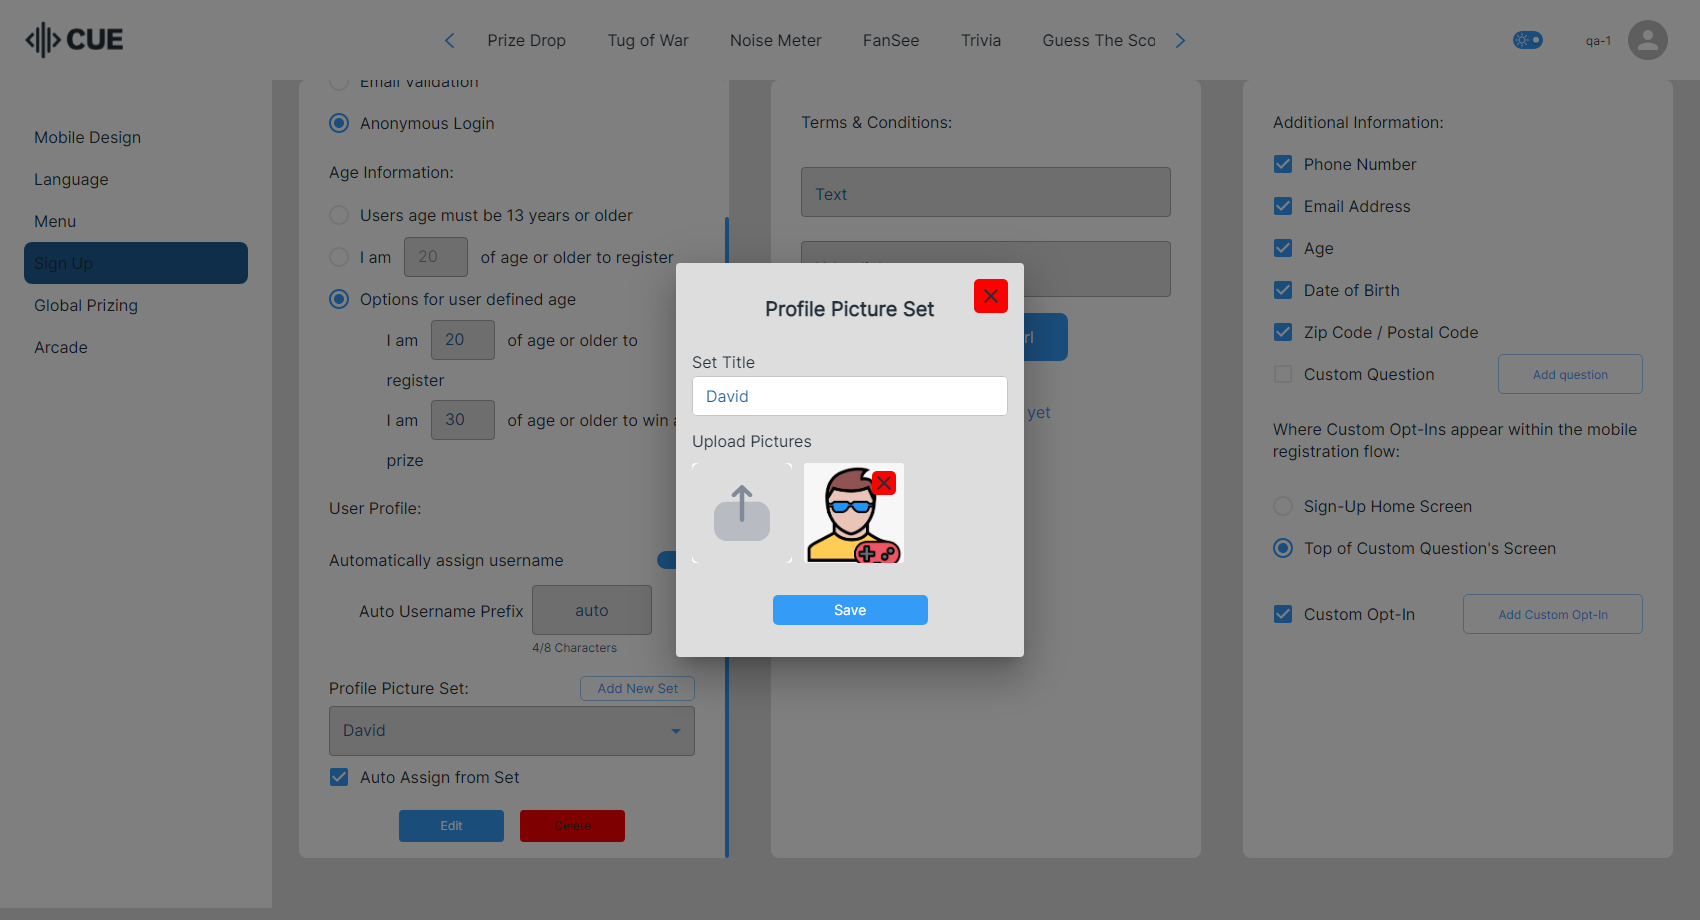 CUE
Prize Drop
Tug of War
Noise Meter
FanSee
Trivia
Guess The Sco
qa-1
Mobile Design
Language
Menu
Sign Up
Global Prizing
Arcade
Email Validation
Anonymous Login
Age Information:
Users age must be 13 years or older
I am 20 of age or older to register
Options for user defined age
I am 20 of age or older to
register
I am 30 of age or older to win a
prize
User Profile:
Automatically assign username
Auto Username Prefix auto
4/8 Characters
Profile Picture Set: Add New Set
David
Auto Assign from Set
Edit
Delete
Terms & Conditions:
Text
yet
Profile Picture Set
Set Title
David
Upload Pictures
Save
Additional Information:
Phone Number
Email Address
Age
Date of Birth
Zip Code / Postal Code
Custom Question Add question
Where Custom Opt-Ins appear within the mobile
registration flow:
Sign-Up Home Screen
Top of Custom Question's Screen
Custom Opt-In Add Custom Opt-In